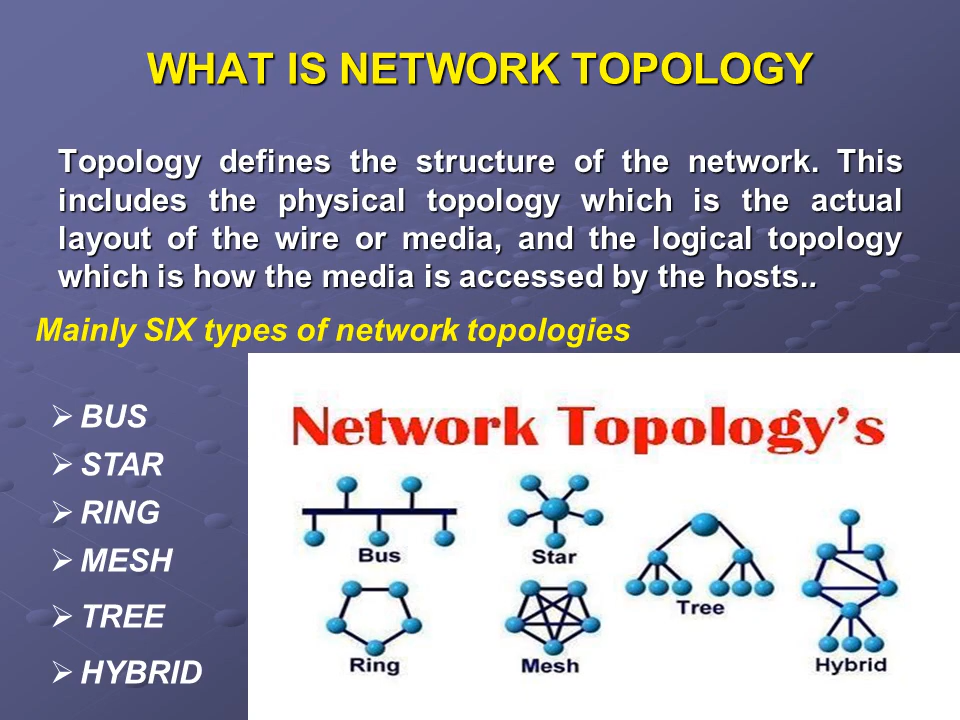 WHAT IS NETWORK TOPOLOGY
Topology defines the structure of the network. This
includes the physical topology which is the actual
layout of the wire or media, and the logical topology
which is how the media is accessed by the hosts..
Mainly SIX types of network topologies
➢ BUS
➢ STAR
➢ RING
➢ MESH
➢ TREE
➢ HYBRID
Network Topology's
Bus
Star
Tree
Ring
Mesh
Hybrid